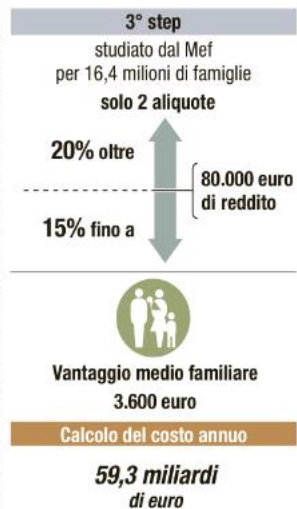 3° step
studiato dal Mef
per 16,4 milioni di famiglie
solo 2 aliquote
20% oltre
80.000 euro
di reddito
15% fino a
Vantaggio medio familiare
3.600 euro
Calcolo del costo annuo
59,3 miliardi
di euro